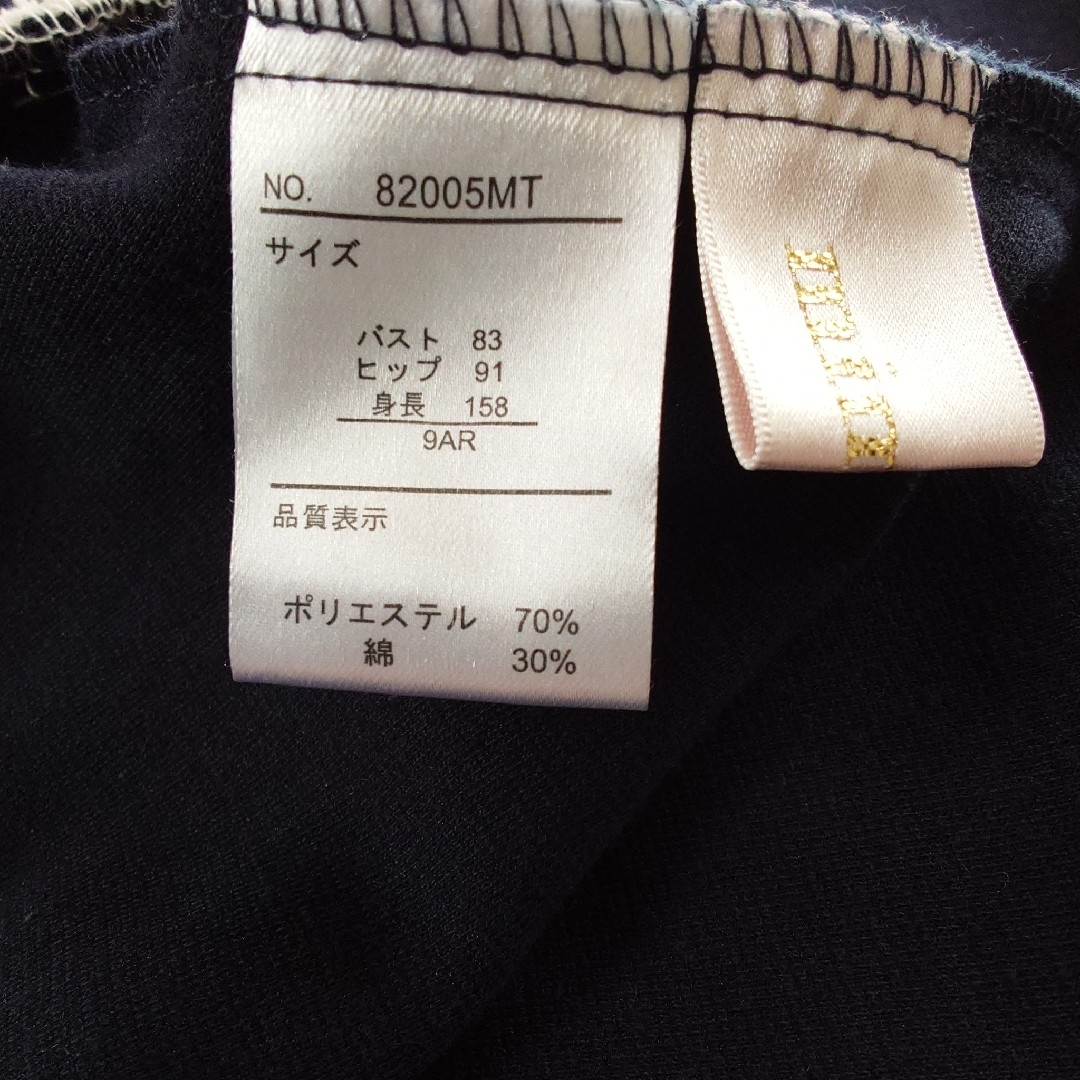 NO. 82005MT
サイズ
バスト 83
ヒップ 91
身長 158
9AR
品質表示
ポリエステル 70%
綿 30%